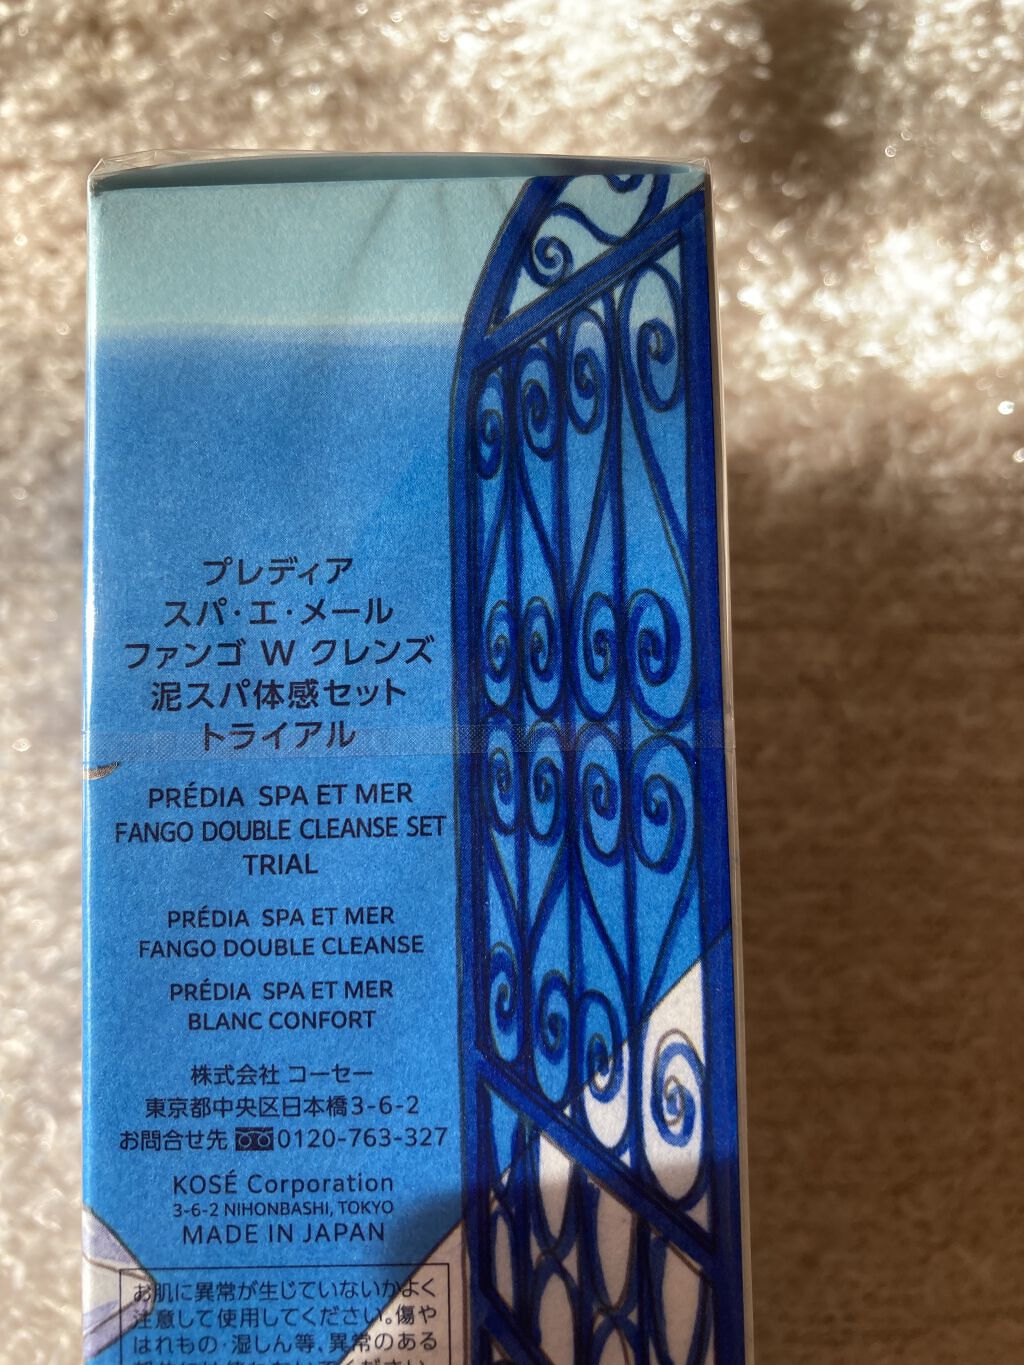 プレディア
スパ・エ・メール
ファンゴ W クレンズ
泥スパ体感セット
トライアル
PRÉDIA SPA ET MER
FANGO DOUBLE CLEANSE SET
TRIAL
PRÉDIA SPA ET MER
FANGO DOUBLE CLEANSE
PRÉDIA SPA ET MER
BLANC CONFORT
株式会社 コーセー
東京都中央区日本橋3-6-2
お問合せ先 0120-763-327
KOSÉ Corporation
3-6-2 NIHONBASHI, TOKYO
MADE IN JAPAN
お肌に異常が生じていないかよく
注意して使用してください。傷や
はれもの・湿しん等、異常のある